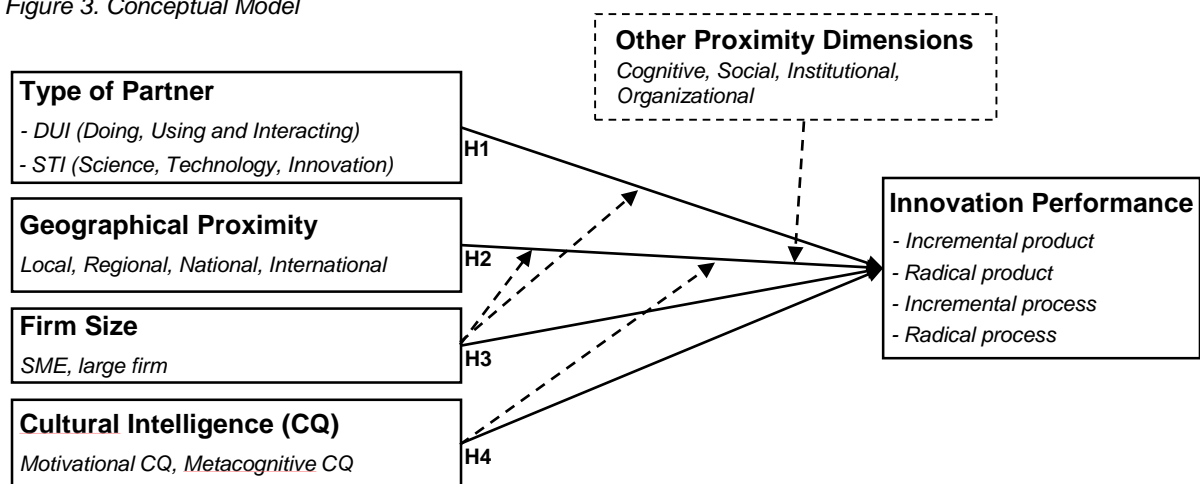 Figure 3. Conceptual Model
Other Proximity Dimensions
Cognitive, Social, Institutional,
Organizational
Type of Partner
- DUI (Doing, Using and Interacting)
- STI (Science, Technology, Innovation)
H1
Geographical Proximity
Local, Regional, National, International
H2
Firm Size
SME, large firm
H3
Cultural Intelligence (CQ)
Motivational CQ, Metacognitive CQ
H4
Innovation Performance
- Incremental product
- Radical product
- Incremental process
- Radical process